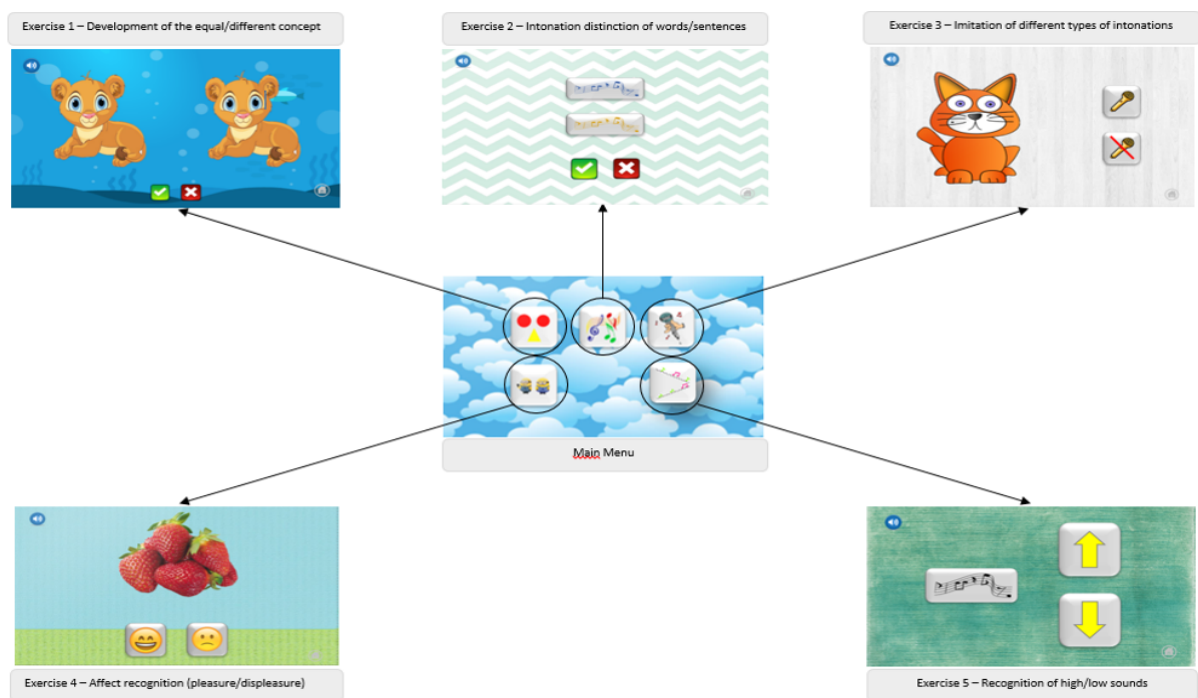 Exercise 1 – Development of the equal/different concept
Exercise 2 – Intonation distinction of words/sentences
Exercise 3 – Imitation of different types of intonations
Main Menu
Exercise 4 – Affect recognition (pleasure/displeasure)
Exercise 5 – Recognition of high/low sounds